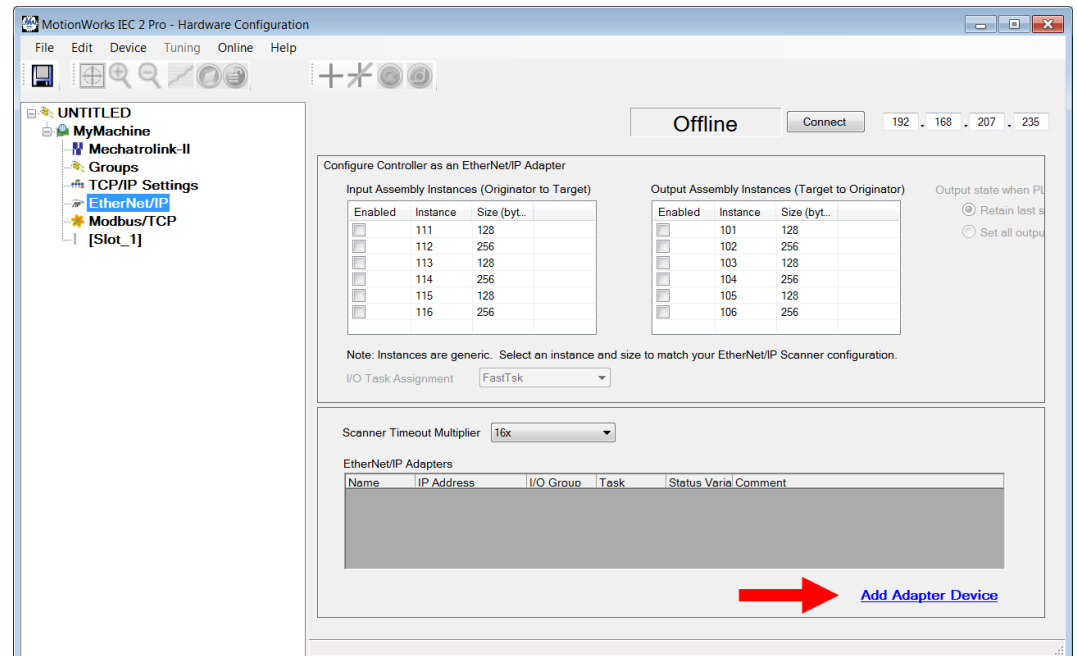 MotionWorks IEC 2 Pro - Hardware Configuration
File Edit Device Tuning Online Help
UNTITLED
MyMachine
Mechatrolink-II
Groups
TCP/IP Settings
EtherNet/IP
Modbus/TCP
[Slot_1]
Offline Connect 192 . 168 . 207 . 235
Configure Controller as an EtherNet/IP Adapter
Input Assembly Instances (Originator to Target) Output Assembly Instances (Target to Originator) Output state when PL
Enabled Instance Size (byt... Enabled Instance Size (byt... Retain last s
111 128 101 128 Set all outpu
112 256 102 256
113 128 103 128
114 256 104 256
115 128 105 128
116 256 106 256
Note: Instances are generic. Select an instance and size to match your EtherNet/IP Scanner configuration.
I/O Task Assignment FastTsk
Scanner Timeout Multiplier 16x
EtherNet/IP Adapters
Name IP Address I/O Group Task Status Varia Comment
Add Adapter Device